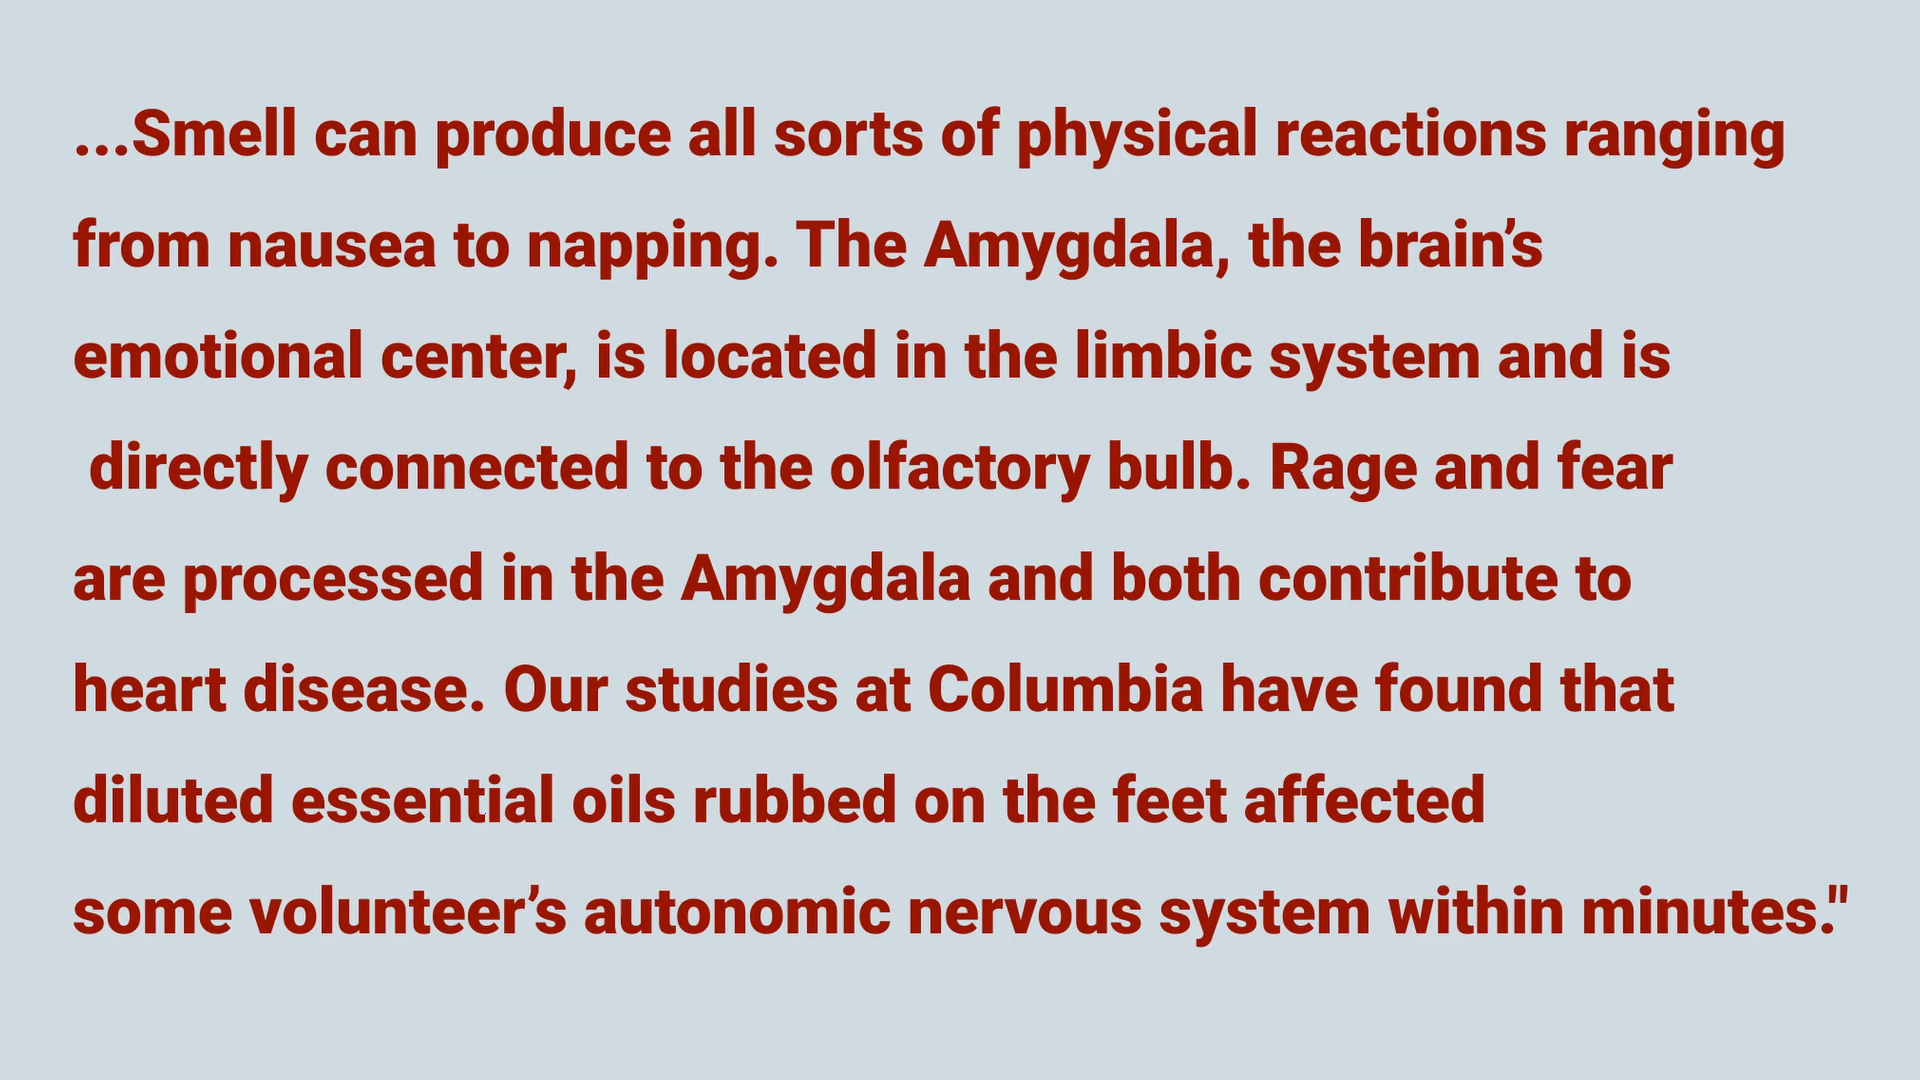 ...Smell can produce all sorts of physical reactions ranging
from nausea to napping. The Amygdala, the brain’s
emotional center, is located in the limbic system and is
directly connected to the olfactory bulb. Rage and fear
are processed in the Amygdala and both contribute to
heart disease. Our studies at Columbia have found that
diluted essential oils rubbed on the feet affected
some volunteer’s autonomic nervous system within minutes."